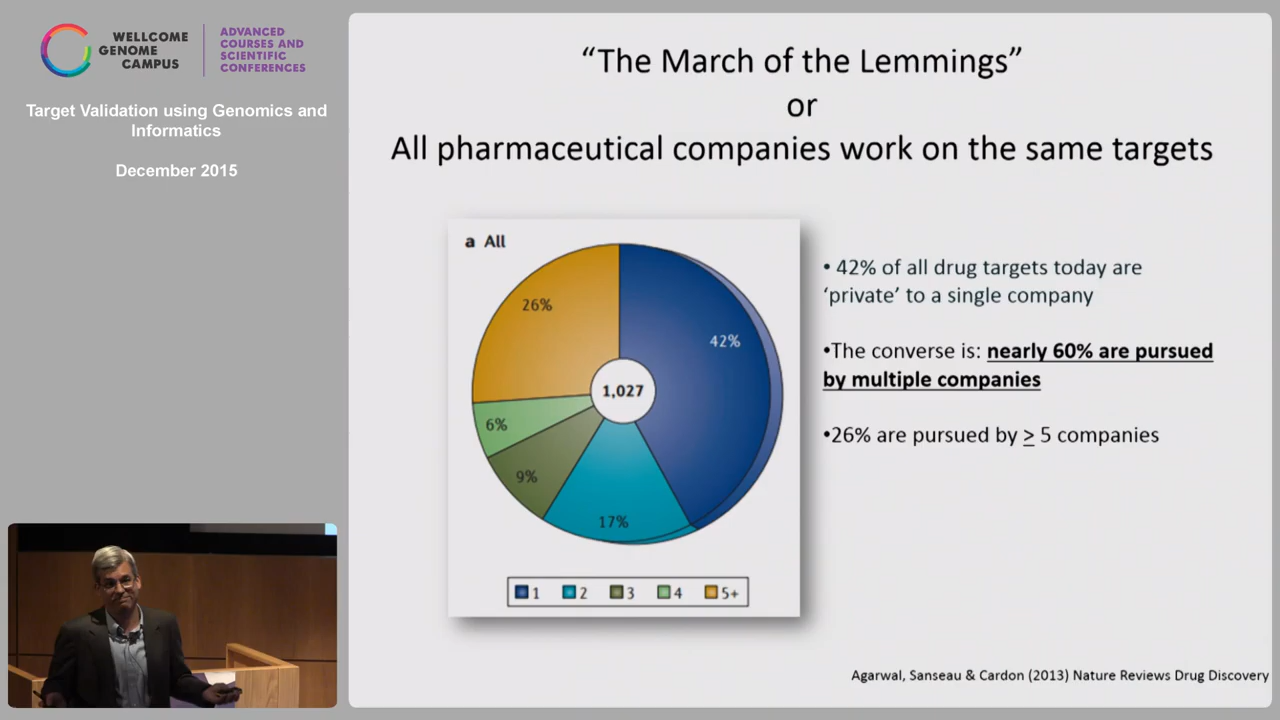 WELLCOME
GENOME
CAMPUS
ADVANCED
COURSES AND
SCIENTIFIC
CONFERENCES
Target Validation using Genomics and
Informatics
December 2015
“The March of the Lemmings”
or
All pharmaceutical companies work on the same targets
a All
26%
42%
1,027
6%
9%
17%
1 2 3 4 5+
• 42% of all drug targets today are
‘private’ to a single company
•The converse is: nearly 60% are pursued
by multiple companies
•26% are pursued by ≥ 5 companies
Agarwal, Sanseau & Cardon (2013) Nature Reviews Drug Discovery